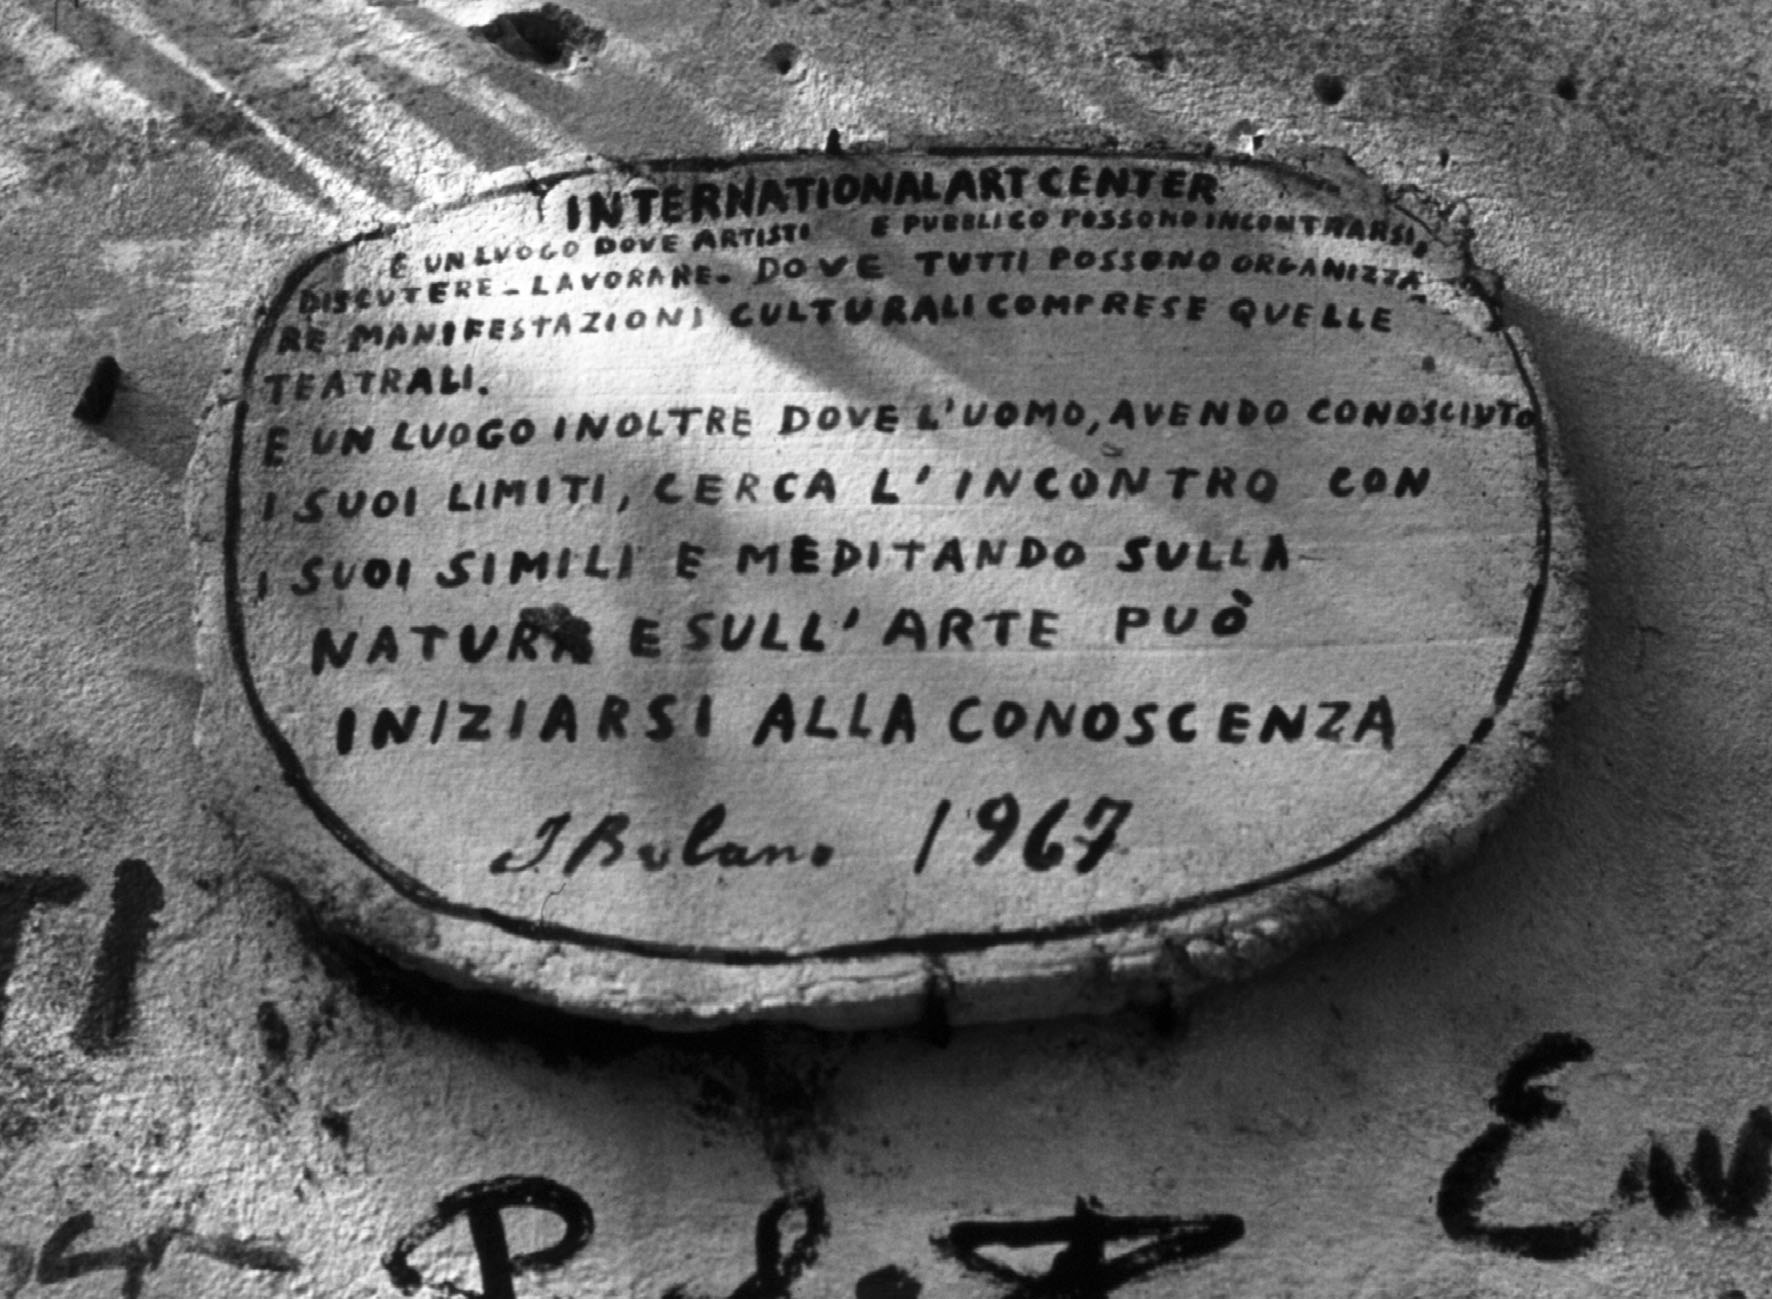 INTERNATIONAL ART CENTER
È UN LUOGO DOVE ARTISTI E PUBBLICO POSSONO INCONTRARSI,
DISCUTERE - LAVORARE - DOVE TUTTI POSSONO ORGANIZZA
RE MANIFESTAZIONI CULTURALI COMPRESE QUELLE
TEATRALI.
E UN LUOGO INOLTRE DOVE L'UOMO, AVENDO CONOSCIUTO
I SUOI LIMITI, CERCA L'INCONTRO CON
I SUOI SIMILI E MEDITANDO SULLA
NATURA E SULL'ARTE PUÒ
INIZIARSI ALLA CONOSCENZA
1967
TI